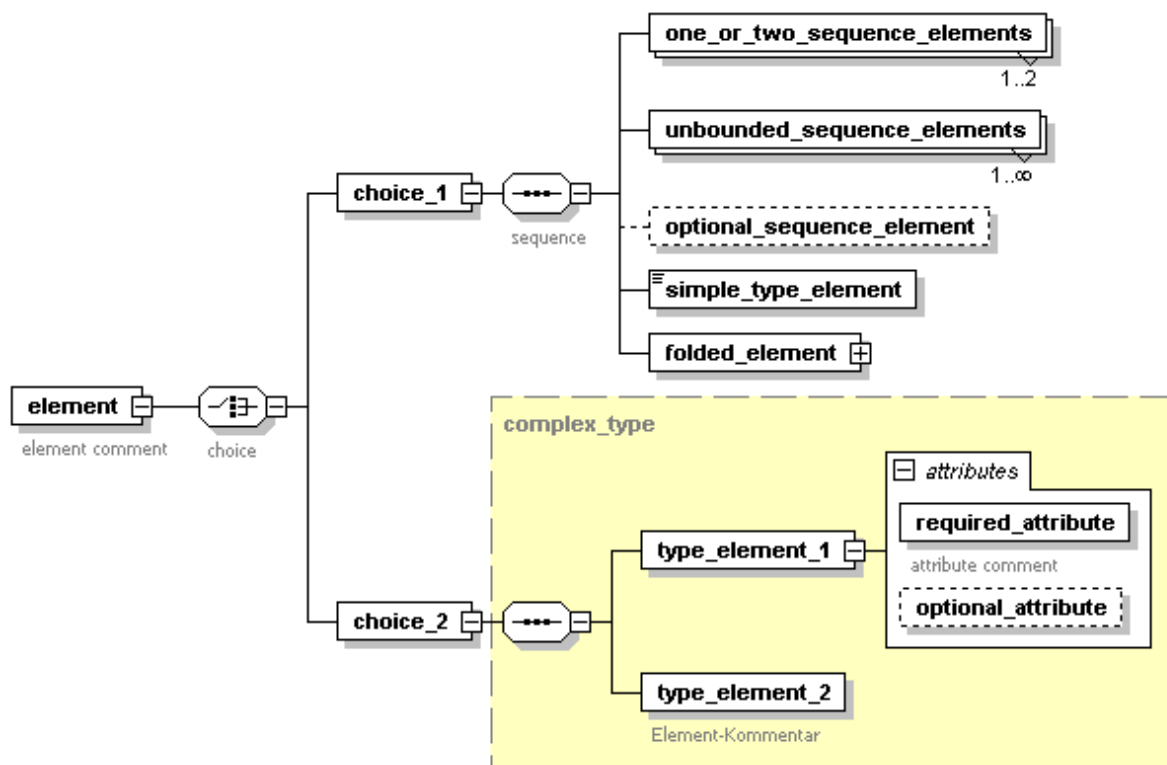 one_or_two_sequence_elements
1..2
unbounded_sequence_elements
1..∞
choice_1
sequence
optional_sequence_element
simple_type_element
folded_element
element
element comment
choice
complex_type
attributes
required_attribute
attribute comment
optional_attribute
type_element_1
choice_2
type_element_2
Element-Kommentar